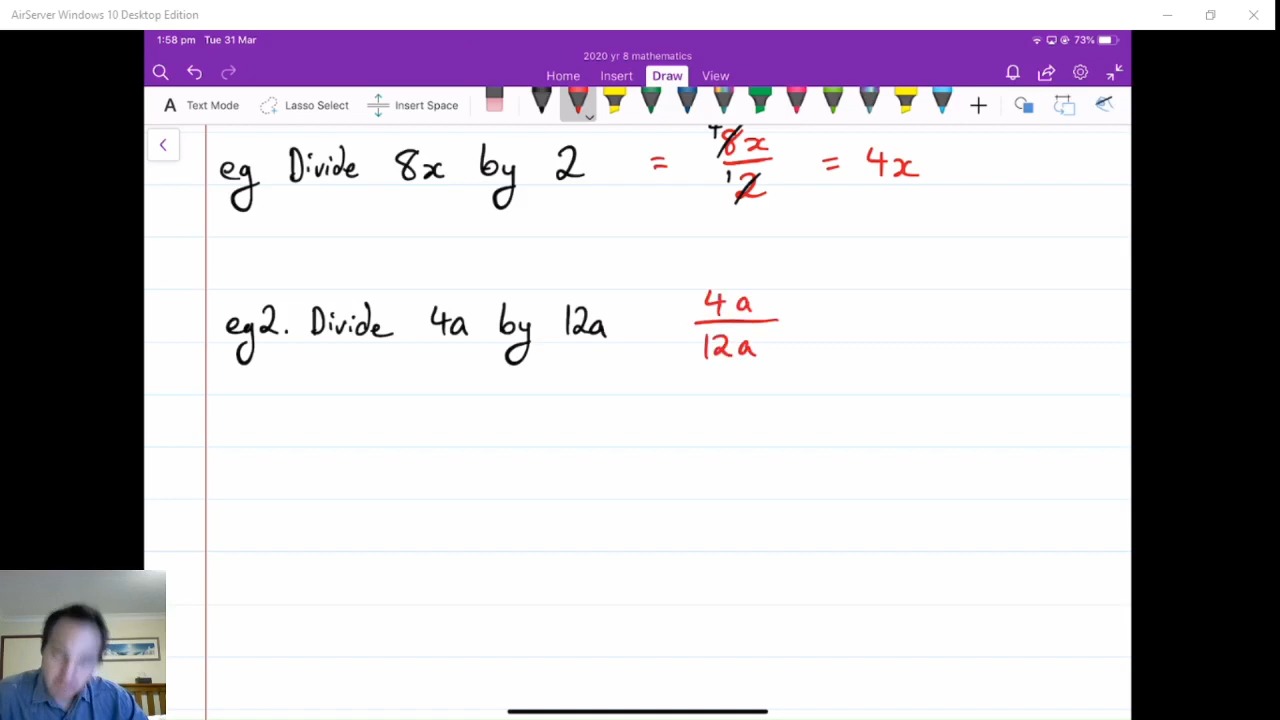 AirServer Windows 10 Desktop Edition
1:58 pm Tue 31 Mar
73%
2020 yr 8 mathematics
Home Insert Draw View
A Text Mode Lasso Select Insert Space
eg Divide 8x by 2 = 8x/2 = 4x
4
1
eg2. Divide 4a by 12a
4a
12a